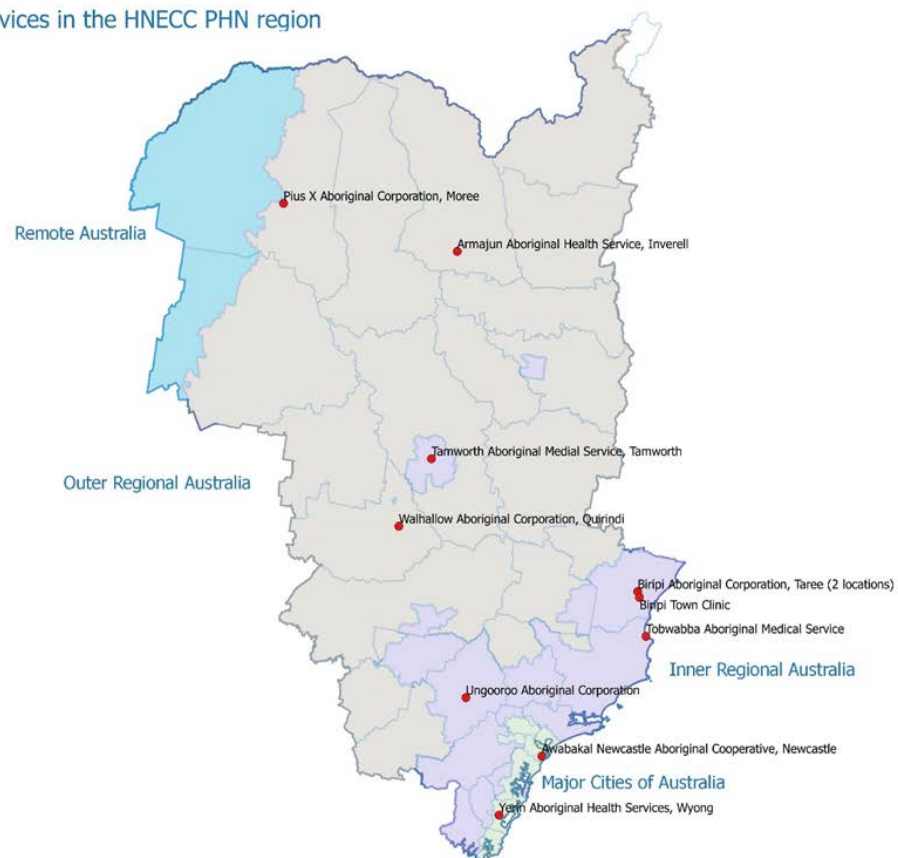 vices in the HNECC PHN region
Pius X Aboriginal Corporation, Moree
Remote Australia
Armajun Aboriginal Health Service, Inverell
Tamworth Aboriginal Medial Service, Tamworth
Outer Regional Australia
Walhallow Aboriginal Corporation, Quirindi
Biripi Aboriginal Corporation, Taree (2 locations)
Biripi Town Clinic
Tobwabba Aboriginal Medical Service
Inner Regional Australia
Ungooroo Aboriginal Corporation
Awabakal Newcastle Aboriginal Cooperative, Newcastle
Major Cities of Australia
Yerin Aboriginal Health Services, Wyong